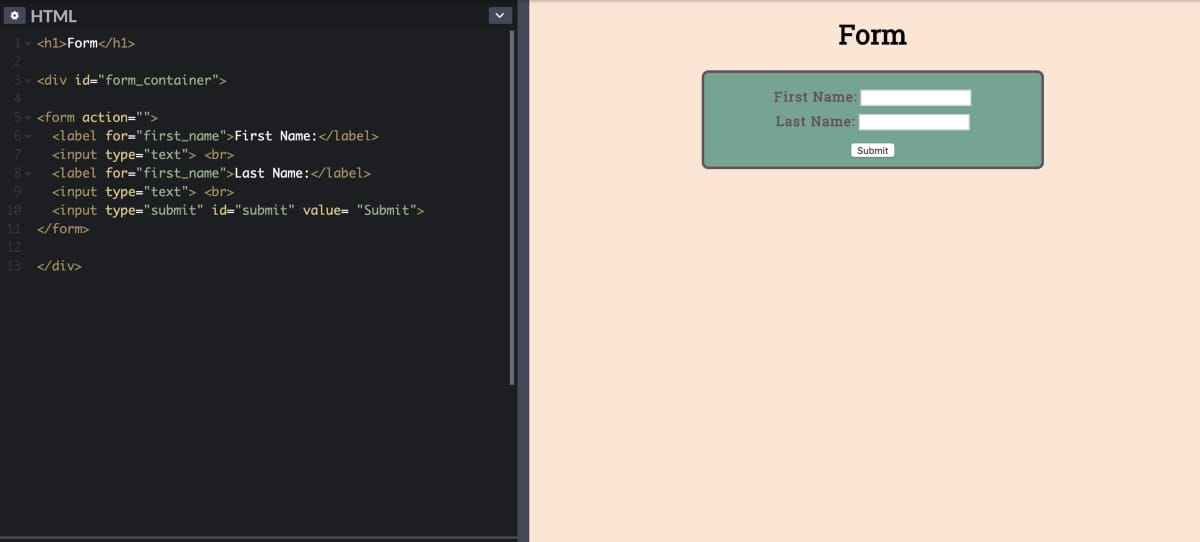 HTML
1 <h1>Form</h1>
2
3 <div id="form_container">
4
5 <form action="">
6 <label for="first_name">First Name:</label>
7 <input type="text"> <br>
8 <label for="first_name">Last Name:</label>
9 <input type="text"> <br>
10 <input type="submit" id="submit" value= "Submit">
11 </form>
12
13 </div>
Form
First Name:
Last Name:
Submit